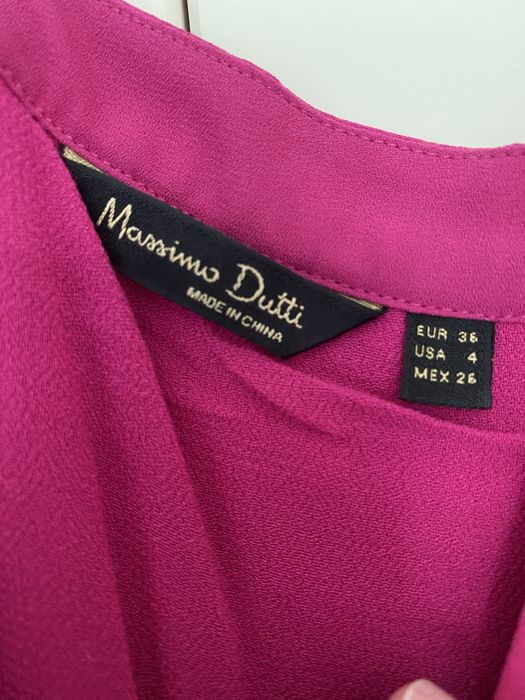 Massimo Dutti
MADE IN CHINA
EUR 36
USA 4
MEX 26